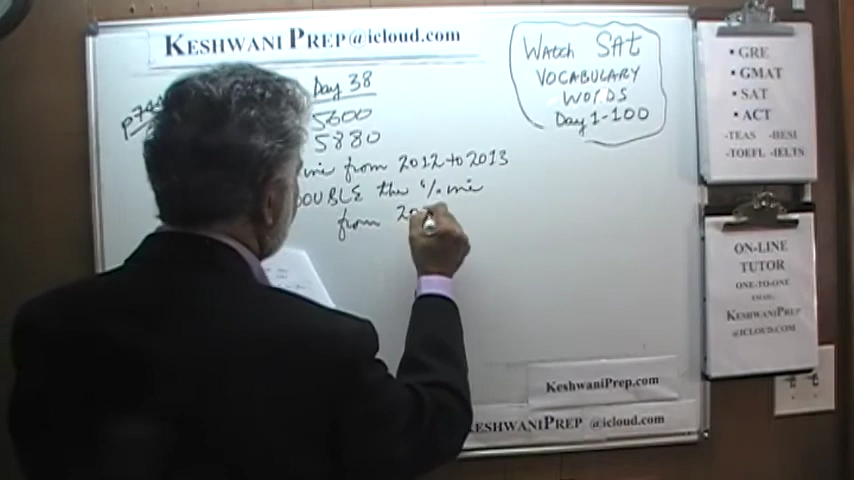 KESHWANI PREP@icloud.com
Day 38
5600
5880
from 2012 to 2013
DOUBLE the % inc
from 20
Watch SAT
VOCABULARY
WORDS
Day 1-100
• GRE
• GMAT
• SAT
• ACT
-TEAS -HESI
-TOEFL -IELTS
ON-LINE
TUTOR
ONE-TO-ONE
EMAIL:
KESHWANIPREP
@ICLOUD.COM
KESHWANIPREP.com
KESHWANI PREP @icloud.com